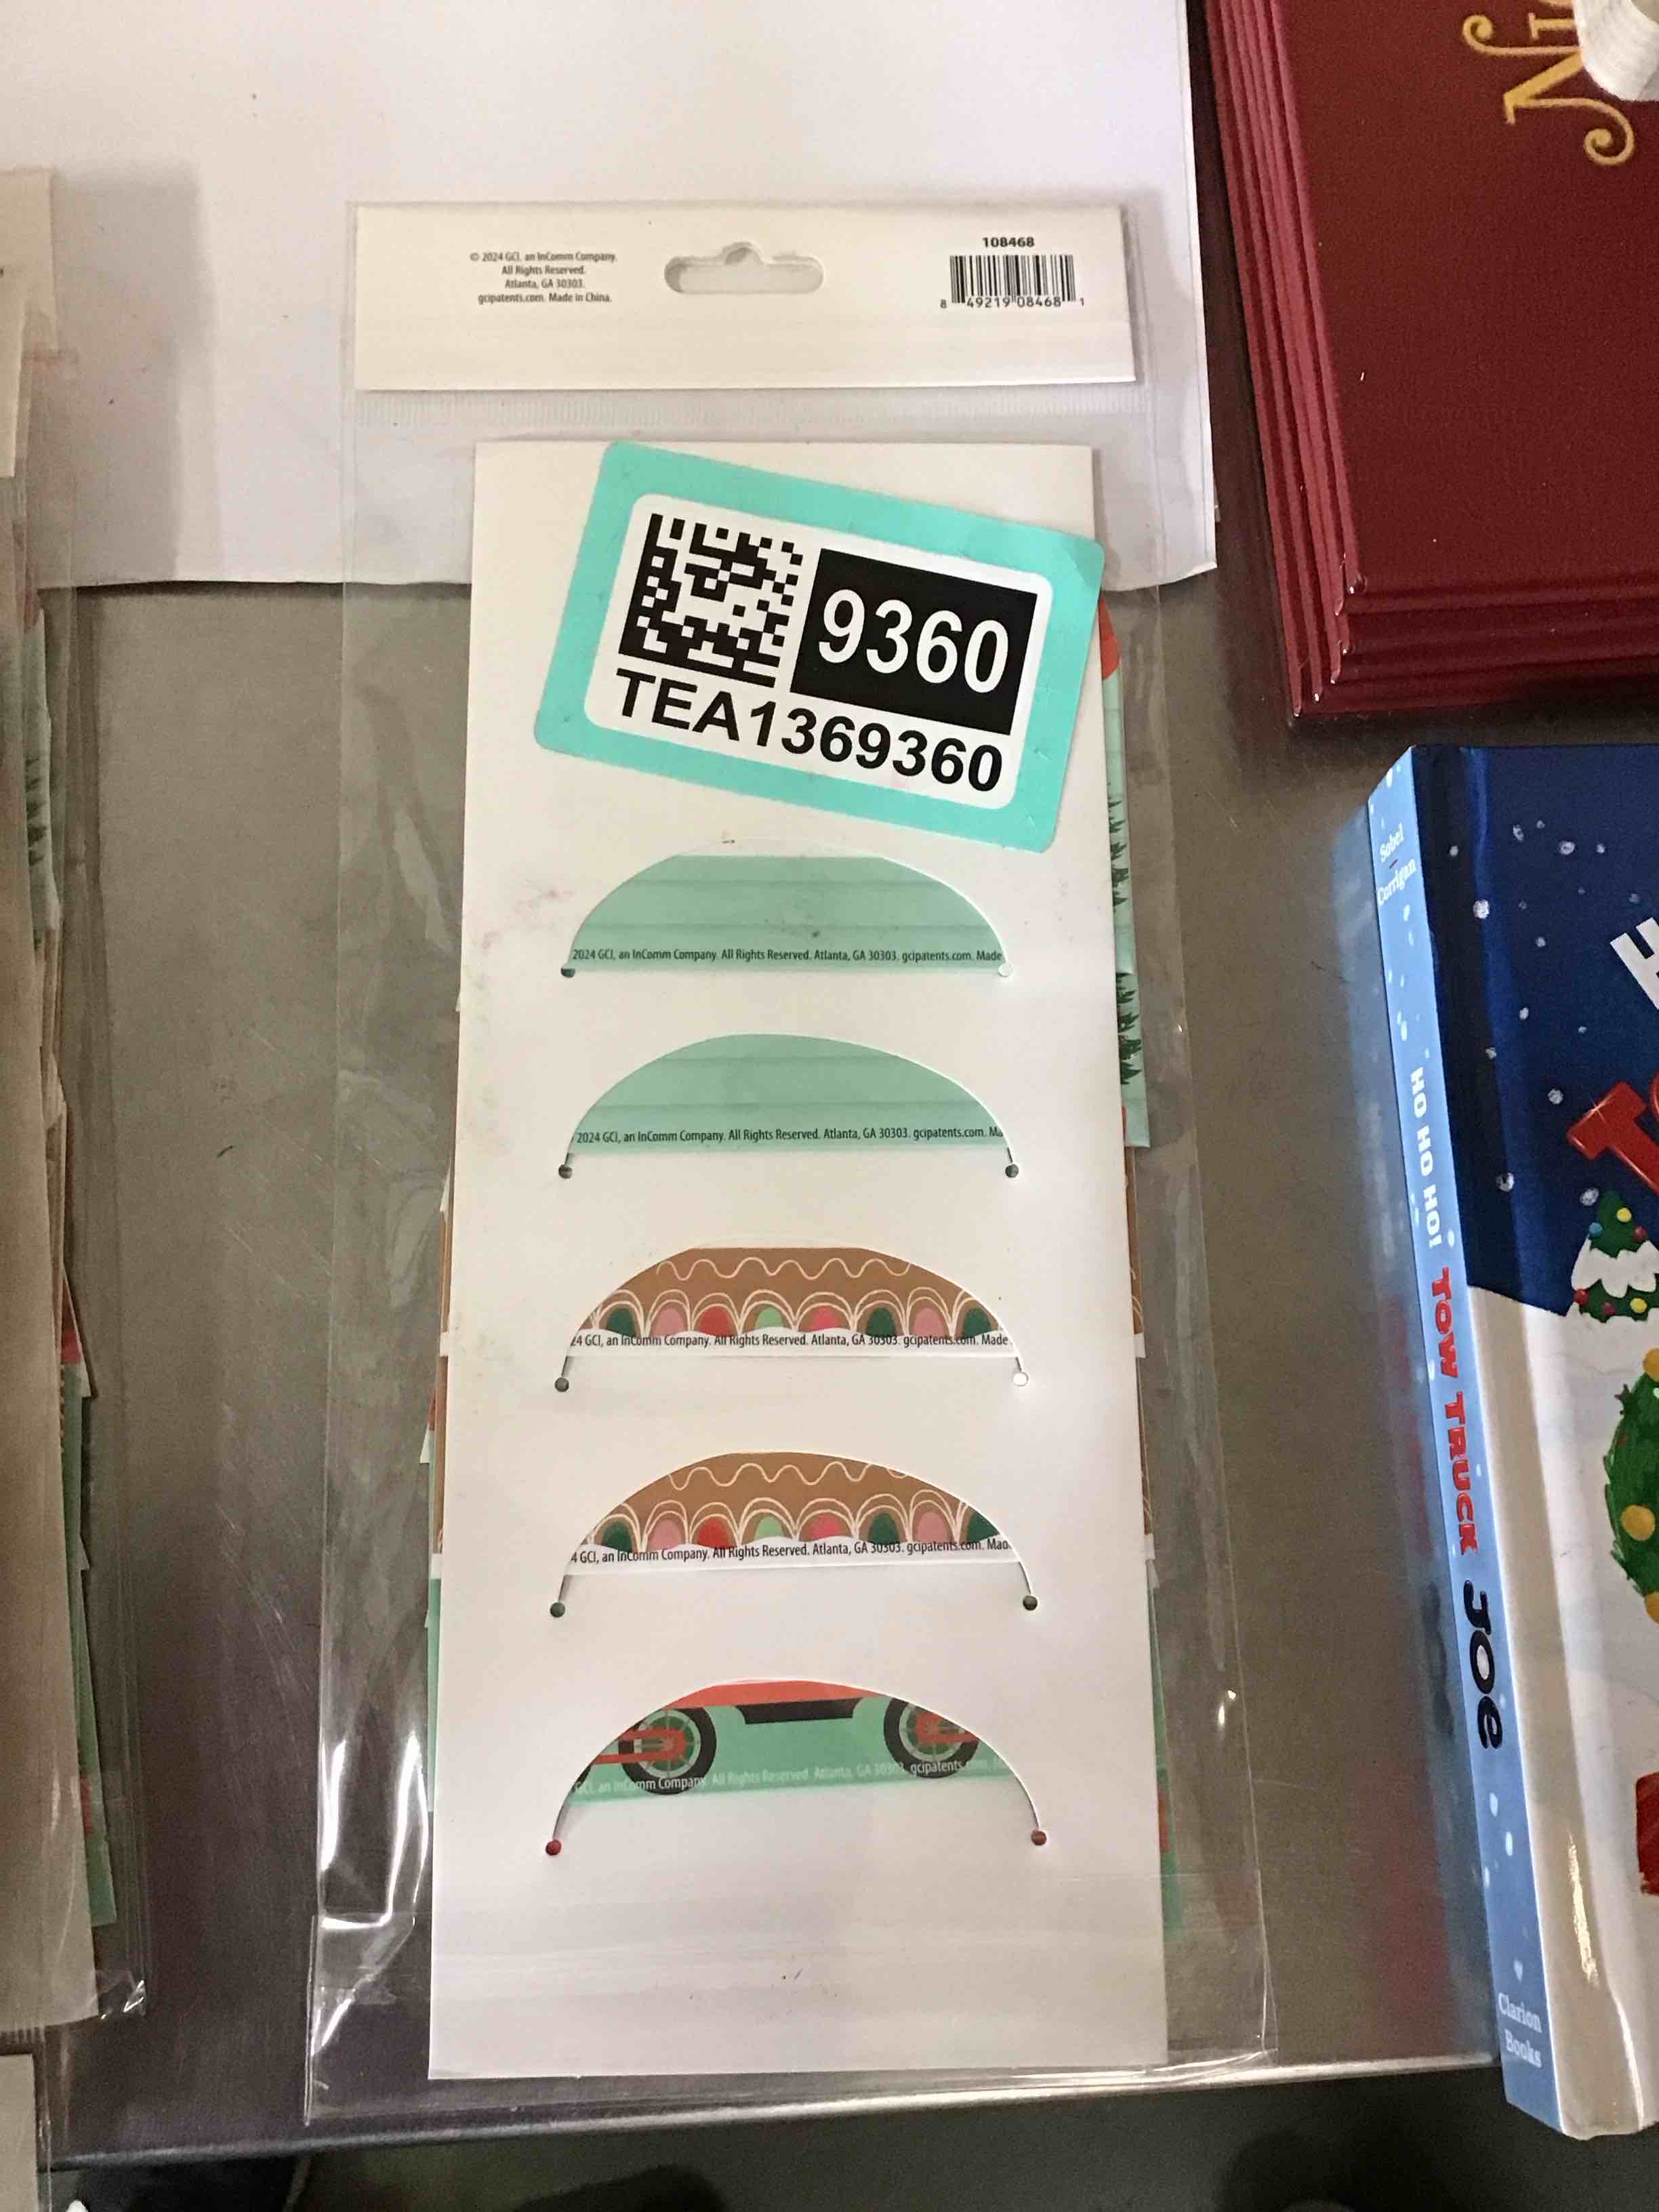 © 2024 GCI, an InComm Company.
All Rights Reserved.
Atlanta, GA 30303.
gcipatents.com. Made in China.
108468
8 49219 08468 1
9360
TEA1369360
2024 GCI, an InComm Company. All Rights Reserved. Atlanta, GA 30303. gcipatents.com. Made
2024 GCI, an InComm Company. All Rights Reserved. Atlanta, GA 30303. gcipatents.com.
GCI, an InComm Company. All Rights Reserved. Atlanta, GA 30303. gcipatents.com. Made
GCI, an InComm Company. All Rights Reserved. Atlanta, GA 30303. gcipatents.com.
GCI, an InComm Company. All Rights Reserved. Atlanta, GA 30303. gcipatents.com.
Sobel
Corrigan
HO HO HO! TOW TRUCK JOE
Clarion
Books